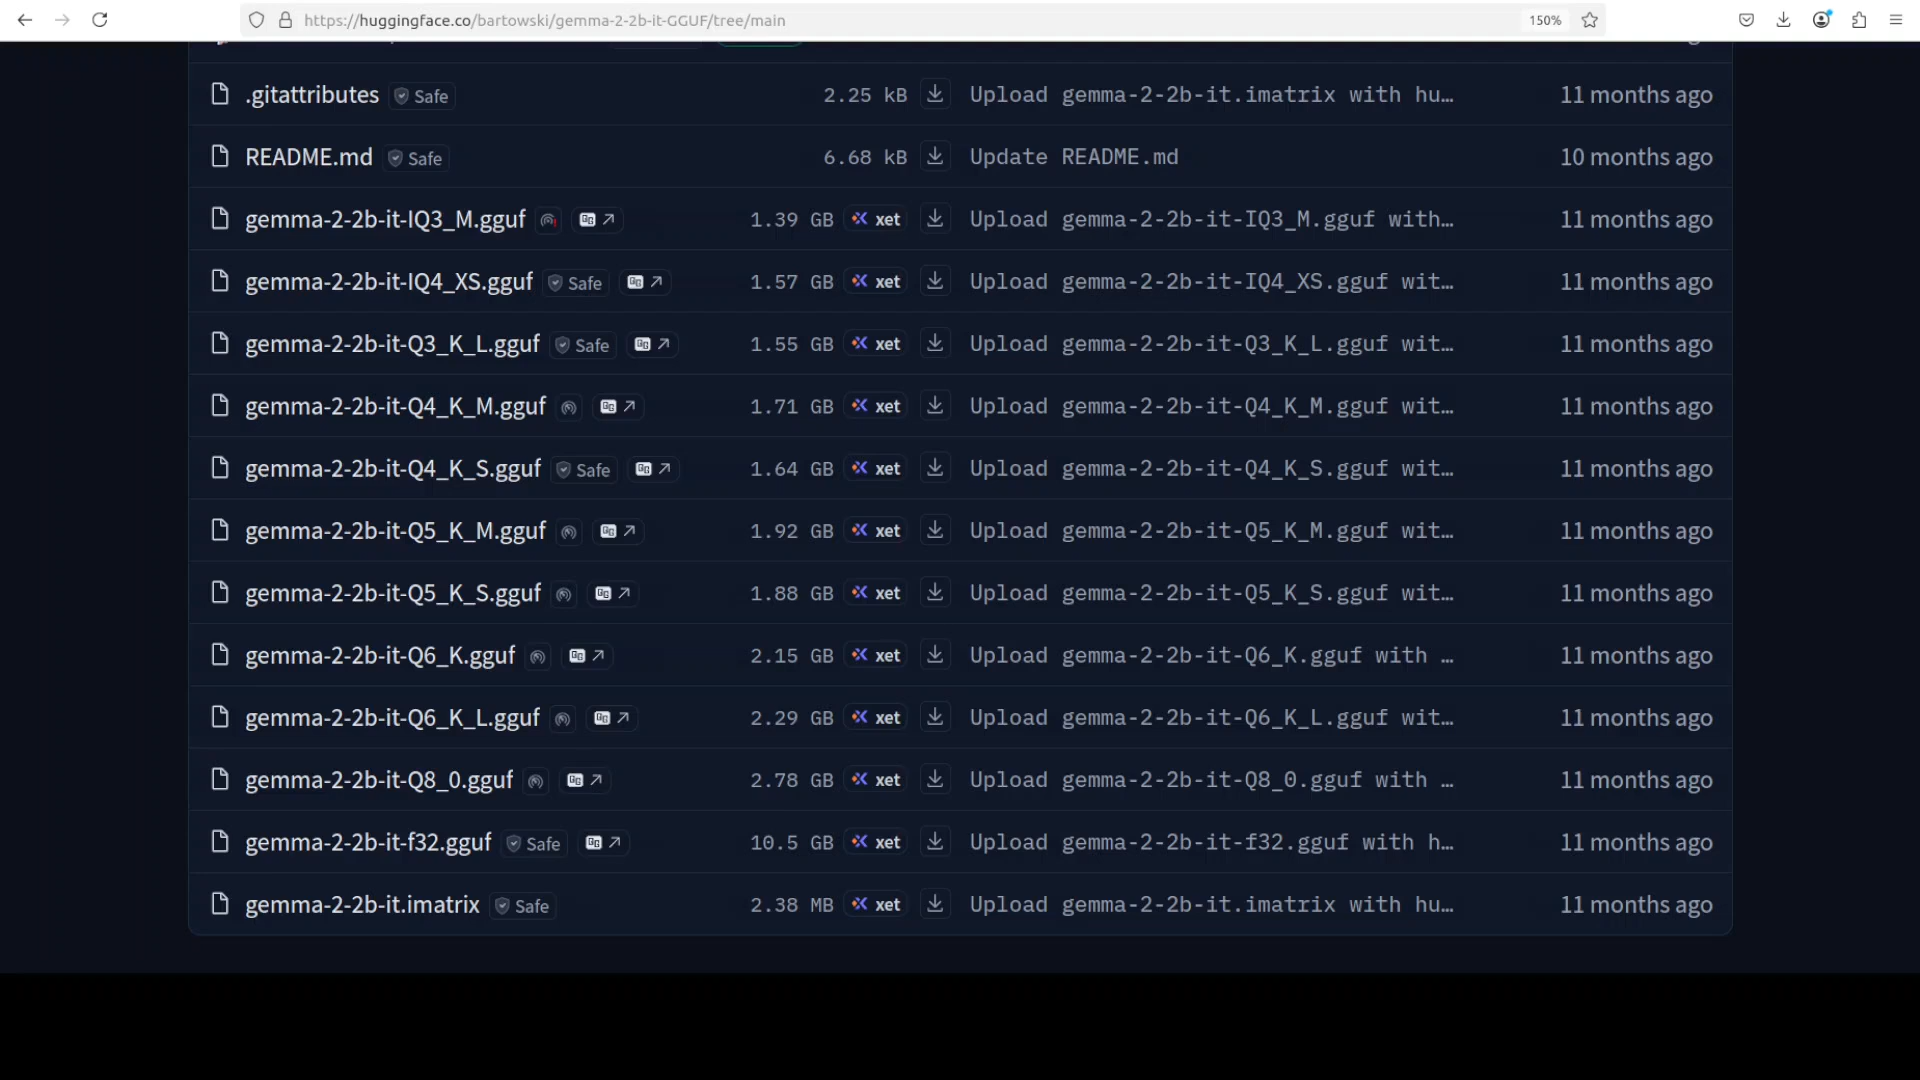 https://huggingface.co/bartowski/gemma-2-2b-it-GGUF/tree/main 150%
.gitattributes Safe 2.25 kB Upload gemma-2-2b-it.imatrix with hu… 11 months ago
README.md Safe 6.68 kB Update README.md 10 months ago
gemma-2-2b-it-IQ3_M.gguf 1.39 GB xet Upload gemma-2-2b-it-IQ3_M.gguf with… 11 months ago
gemma-2-2b-it-IQ4_XS.gguf Safe 1.57 GB xet Upload gemma-2-2b-it-IQ4_XS.gguf wit… 11 months ago
gemma-2-2b-it-Q3_K_L.gguf Safe 1.55 GB xet Upload gemma-2-2b-it-Q3_K_L.gguf wit… 11 months ago
gemma-2-2b-it-Q4_K_M.gguf 1.71 GB xet Upload gemma-2-2b-it-Q4_K_M.gguf wit… 11 months ago
gemma-2-2b-it-Q4_K_S.gguf Safe 1.64 GB xet Upload gemma-2-2b-it-Q4_K_S.gguf wit… 11 months ago
gemma-2-2b-it-Q5_K_M.gguf 1.92 GB xet Upload gemma-2-2b-it-Q5_K_M.gguf wit… 11 months ago
gemma-2-2b-it-Q5_K_S.gguf 1.88 GB xet Upload gemma-2-2b-it-Q5_K_S.gguf wit… 11 months ago
gemma-2-2b-it-Q6_K.gguf 2.15 GB xet Upload gemma-2-2b-it-Q6_K.gguf with … 11 months ago
gemma-2-2b-it-Q6_K_L.gguf 2.29 GB xet Upload gemma-2-2b-it-Q6_K_L.gguf wit… 11 months ago
gemma-2-2b-it-Q8_0.gguf 2.78 GB xet Upload gemma-2-2b-it-Q8_0.gguf with … 11 months ago
gemma-2-2b-it-f32.gguf Safe 10.5 GB xet Upload gemma-2-2b-it-f32.gguf with h… 11 months ago
gemma-2-2b-it.imatrix Safe 2.38 MB xet Upload gemma-2-2b-it.imatrix with hu… 11 months ago